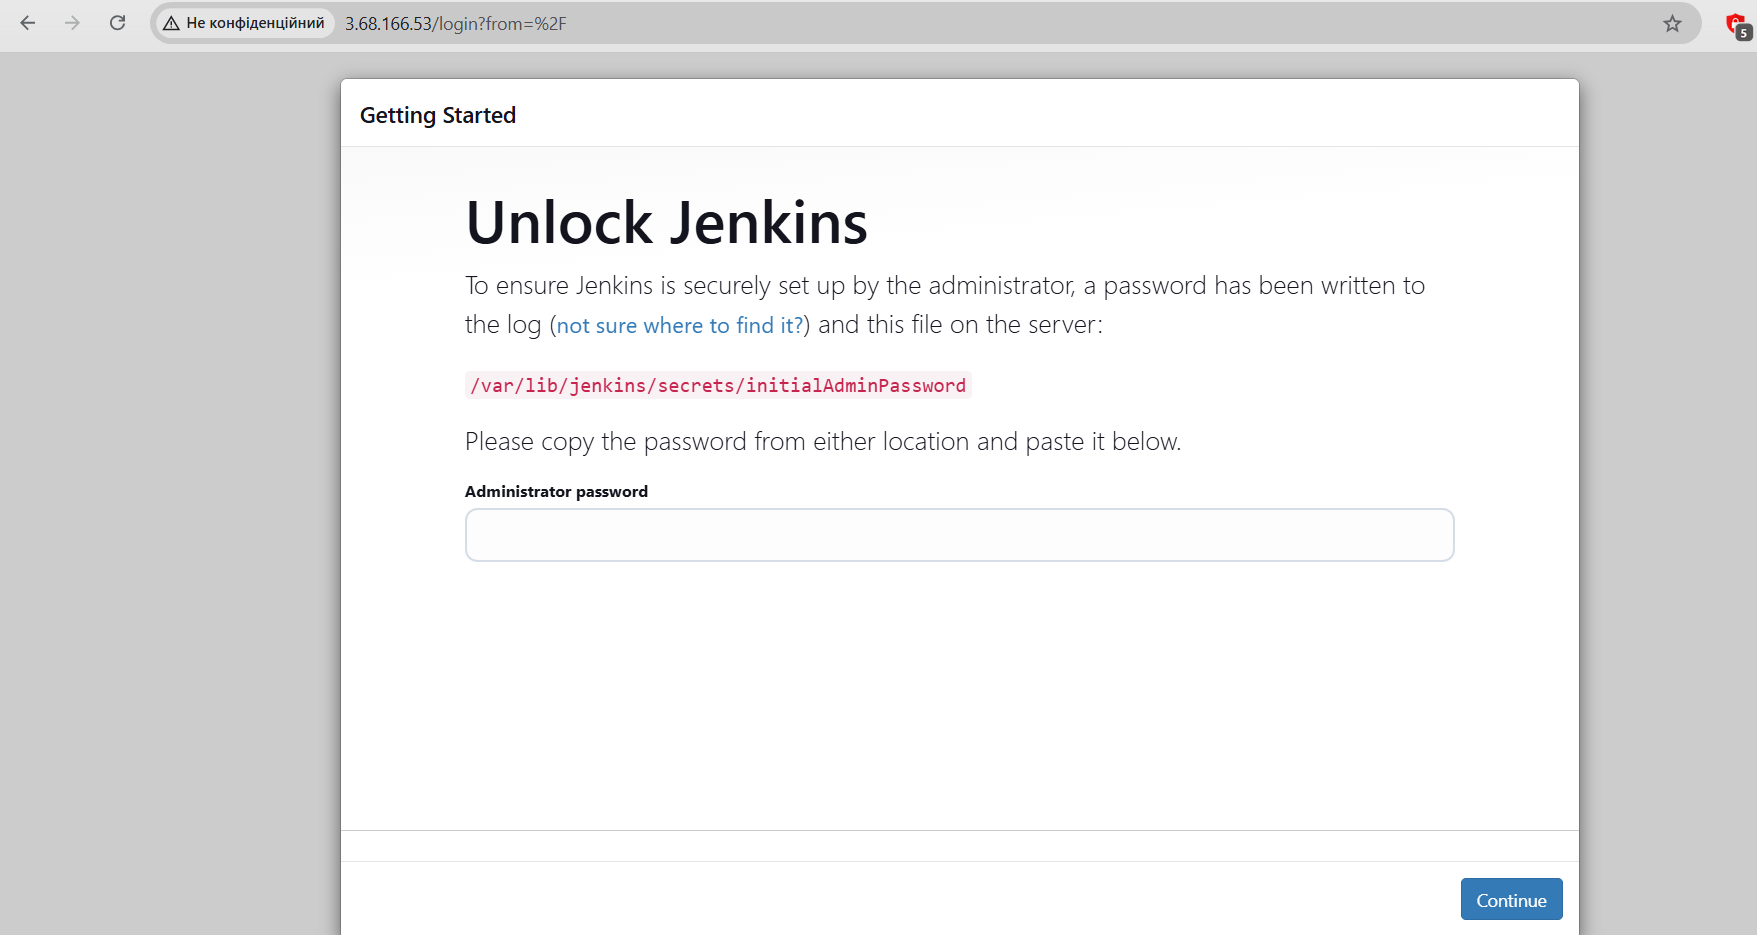 Не конфіденційний 3.68.166.53/login?from=%2F
5
Getting Started
Unlock Jenkins
To ensure Jenkins is securely set up by the administrator, a password has been written to
the log (not sure where to find it?) and this file on the server:
/var/lib/jenkins/secrets/initialAdminPassword
Please copy the password from either location and paste it below.
Administrator password
Continue